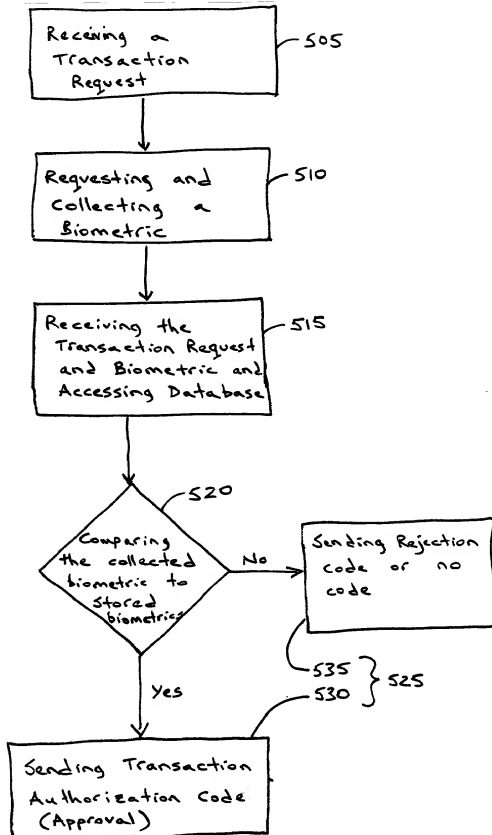 Receiving a
Transaction
Request
505
Requesting and
Collecting a
Biometric
510
Receiving the
Transaction Request
and Biometric and
Accessing Database
515
520
Comparing
the collected
biometric to
stored
biometrics
No
Sending Rejection
code or no
code
535
530
525
Yes
Sending Transaction
Authorization Code
(Approval)